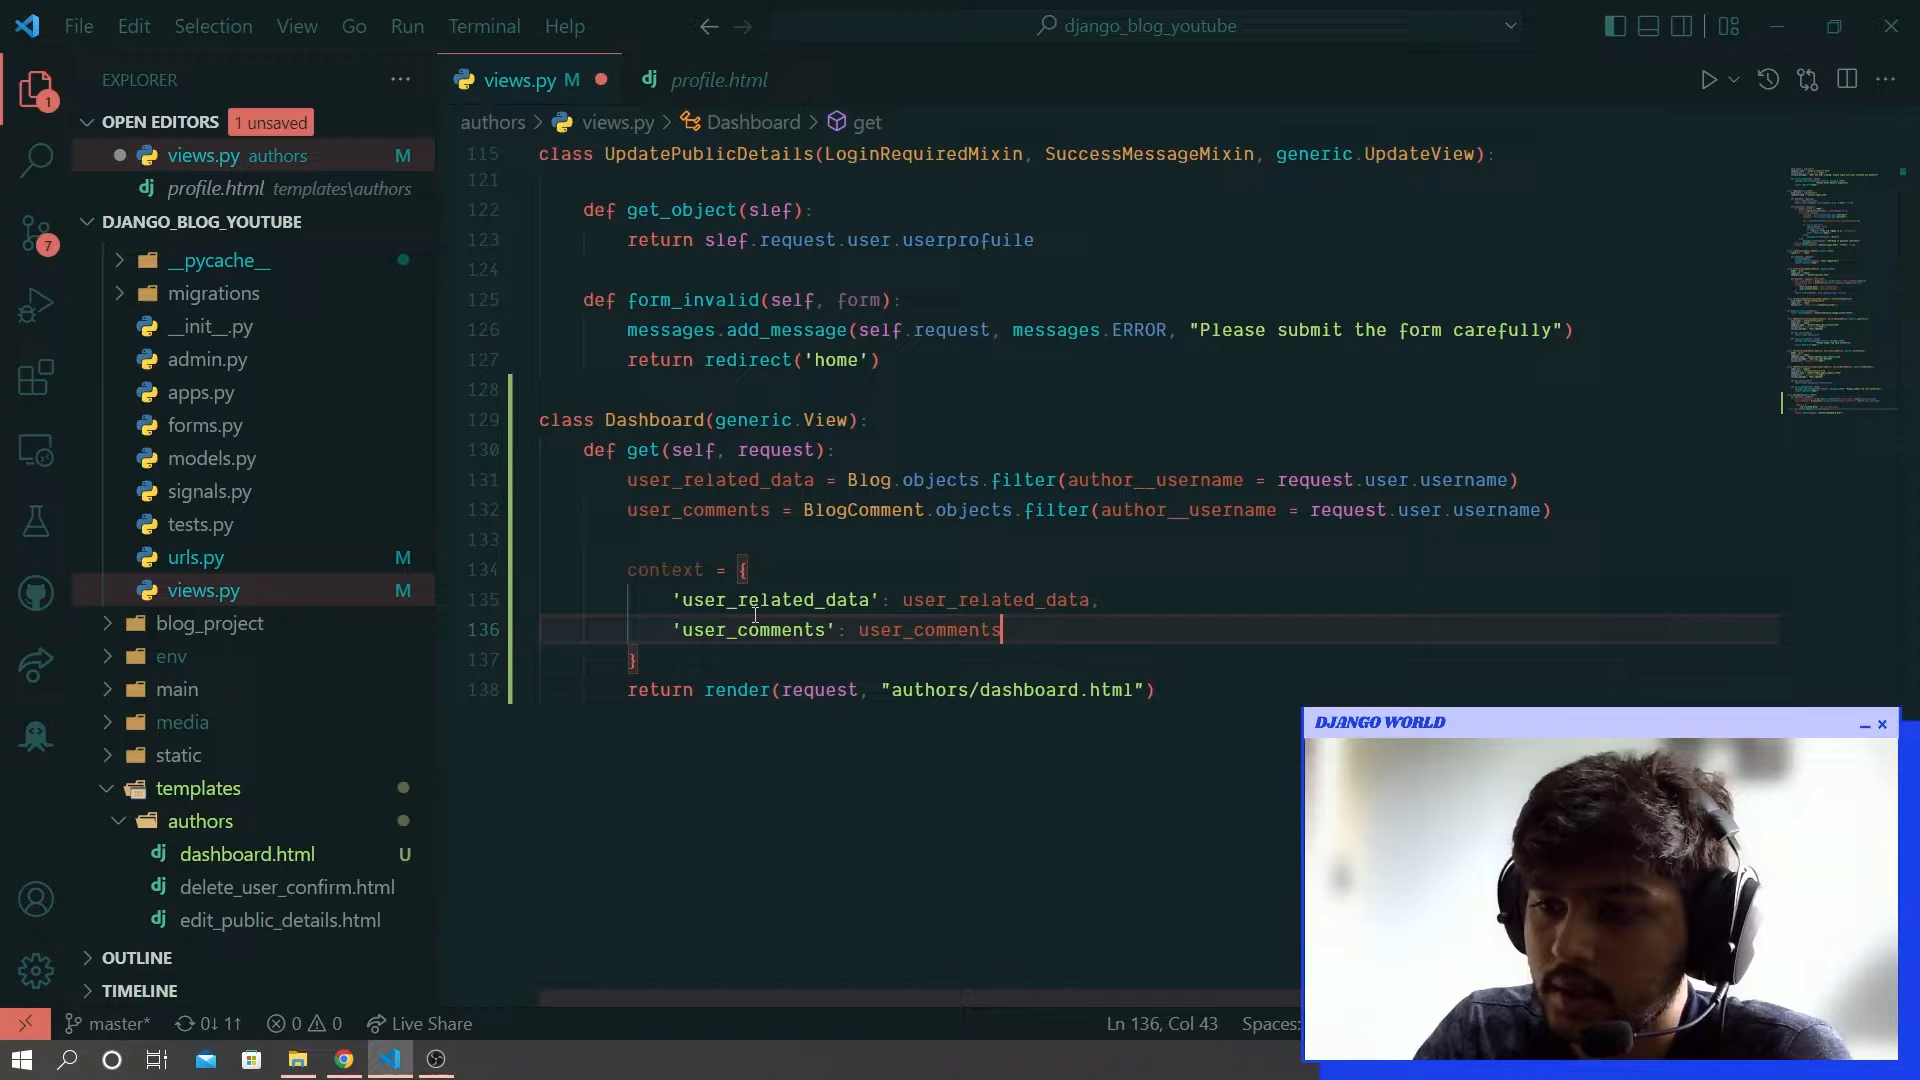 File Edit Selection View Go Run Terminal Help
django_blog_youtube
EXPLORER
1
OPEN EDITORS 1 unsaved
views.py authors M
profile.html templates\authors
DJANGO_BLOG_YOUTUBE
7
__pycache__
migrations
__init__.py
admin.py
apps.py
forms.py
models.py
signals.py
tests.py
urls.py M
views.py M
blog_project
env
main
media
static
templates
authors
dashboard.html U
delete_user_confirm.html
edit_public_details.html
OUTLINE
TIMELINE
views.py M
profile.html
authors > views.py > Dashboard > get
115 class UpdatePublicDetails(LoginRequiredMixin, SuccessMessageMixin, generic.UpdateView):
121
122 def get_object(slef):
123 return slef.request.user.userprofuile
124
125 def form_invalid(self, form):
126 messages.add_message(self.request, messages.ERROR, "Please submit the form carefully")
127 return redirect('home')
128
129 class Dashboard(generic.View):
130 def get(self, request):
131 user_related_data = Blog.objects.filter(author__username = request.user.username)
132 user_comments = BlogComment.objects.filter(author__username = request.user.username)
133
134 context = {
135 'user_related_data': user_related_data,
136 'user_comments': user_comments
137 }
138 return render(request, "authors/dashboard.html")
DJANGO WORLD
master* 0↓ 1↑ 0 0 Live Share
Ln 136, Col 43 Spaces: